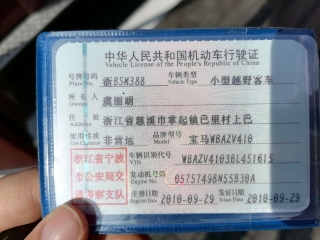 中华人民共和国机动车行驶证
Vehicle License of the People's Republic of China
号牌号码 浙BSM388 车辆类型 小型越野客车
Plate No. Vehicle Type
所有人 虞丽萌
Owner
住址 浙江省慈溪市掌起镇巴里村上巴
Address
使用性质 非营运 品牌型号 宝马WBAZV410
Use Character Model
浙江省宁波 车辆识别代号 WBAZV4103BL451615
VIN
市公安局交 发动机号码 05757498N55B30A
Engine No.
通警察支队 注册日期 2010-09-29 发证日期 2010-09-29
Register Date Issue Date